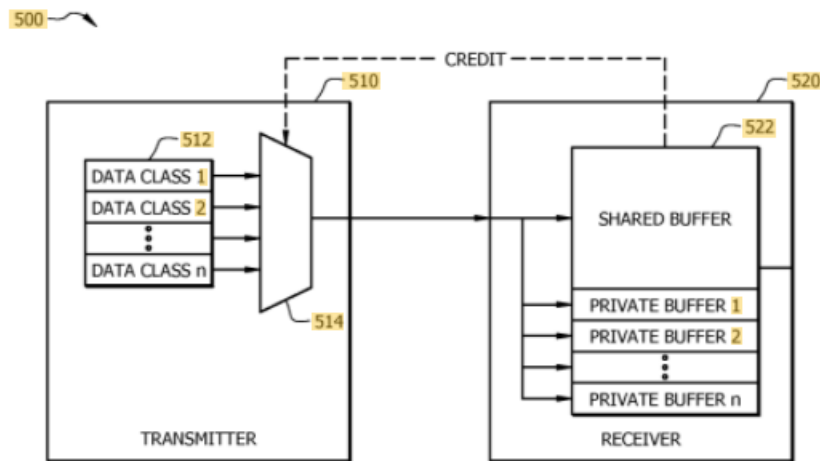 500
CREDIT
510
520
512
522
DATA CLASS 1
DATA CLASS 2
DATA CLASS n
514
SHARED BUFFER
PRIVATE BUFFER 1
PRIVATE BUFFER 2
PRIVATE BUFFER n
TRANSMITTER
RECEIVER